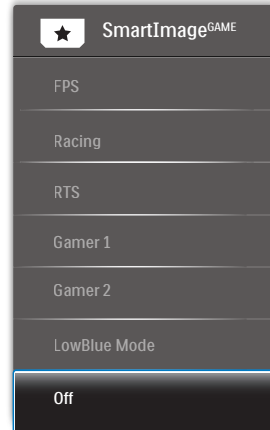 SmartImageGAME
FPS
Racing
RTS
Gamer 1
Gamer 2
LowBlue Mode
Off